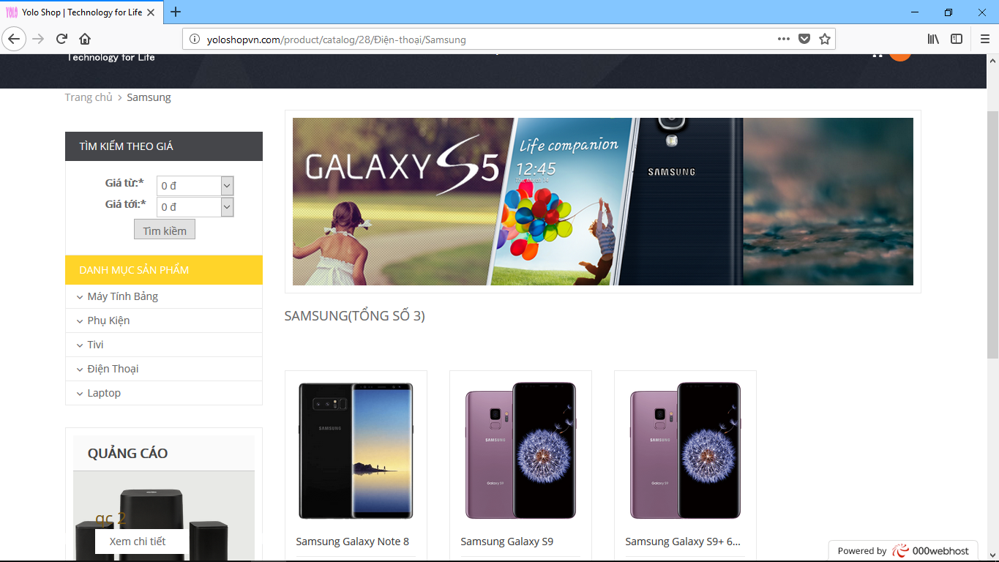 YOLO
Yolo Shop | Technology for Life
yoloshopvn.com/product/catalog/28/Điện-thoại/Samsung
Technology for Life
Trang chủ > Samsung
TÌM KIẾM THEO GIÁ
Giá từ:*
0 đ
Giá tới:*
0 đ
Tìm kiếm
DANH MỤC SẢN PHẨM
Máy Tính Bảng
Phụ Kiện
Tivi
Điện Thoại
Laptop
QUẢNG CÁO
qc 2
Xem chi tiết
GALAXY S5
Life companion
12:45
SAMSUNG
SAMSUNG(TỔNG SỐ 3)
SAMSUNG
SAMSUNG
Galaxy S9
SAMSUNG
Galaxy S9
Samsung Galaxy Note 8
Samsung Galaxy S9
Samsung Galaxy S9+ 6...
Powered by 000webhost